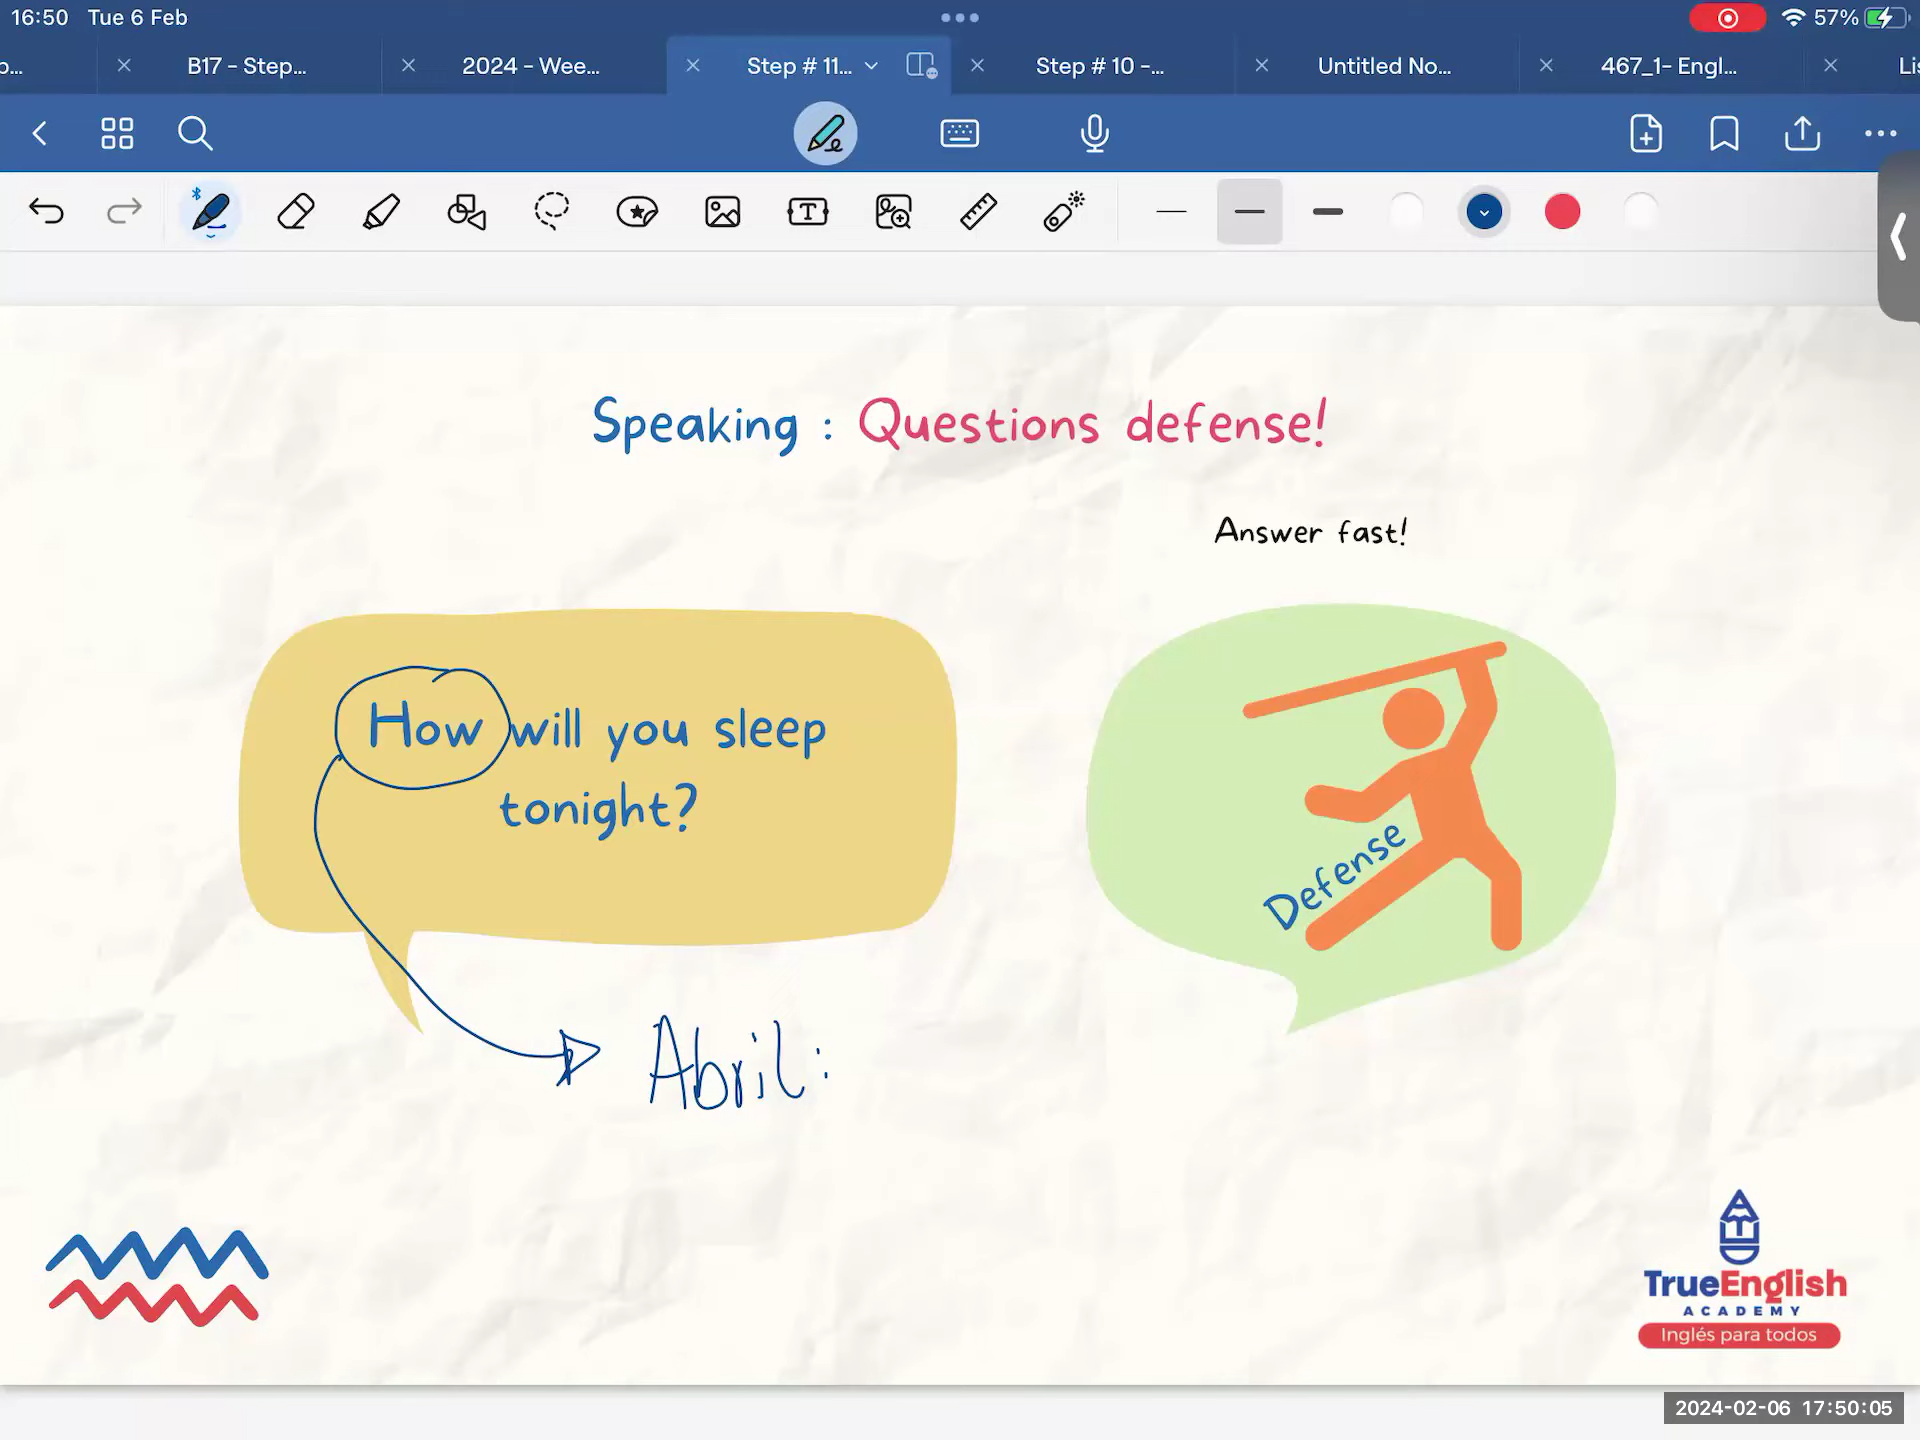 16:50 Tue 6 Feb
57%
B17 - Step...
2024 - Wee...
Step # 11...
Step # 10 -...
Untitled No...
467_1- Engl...
Speaking : Questions defense!
Answer fast!
How will you sleep
tonight?
Defense
Abril:
TrueEnglish
ACADEMY
Inglés para todos
2024-02-06 17:50:05